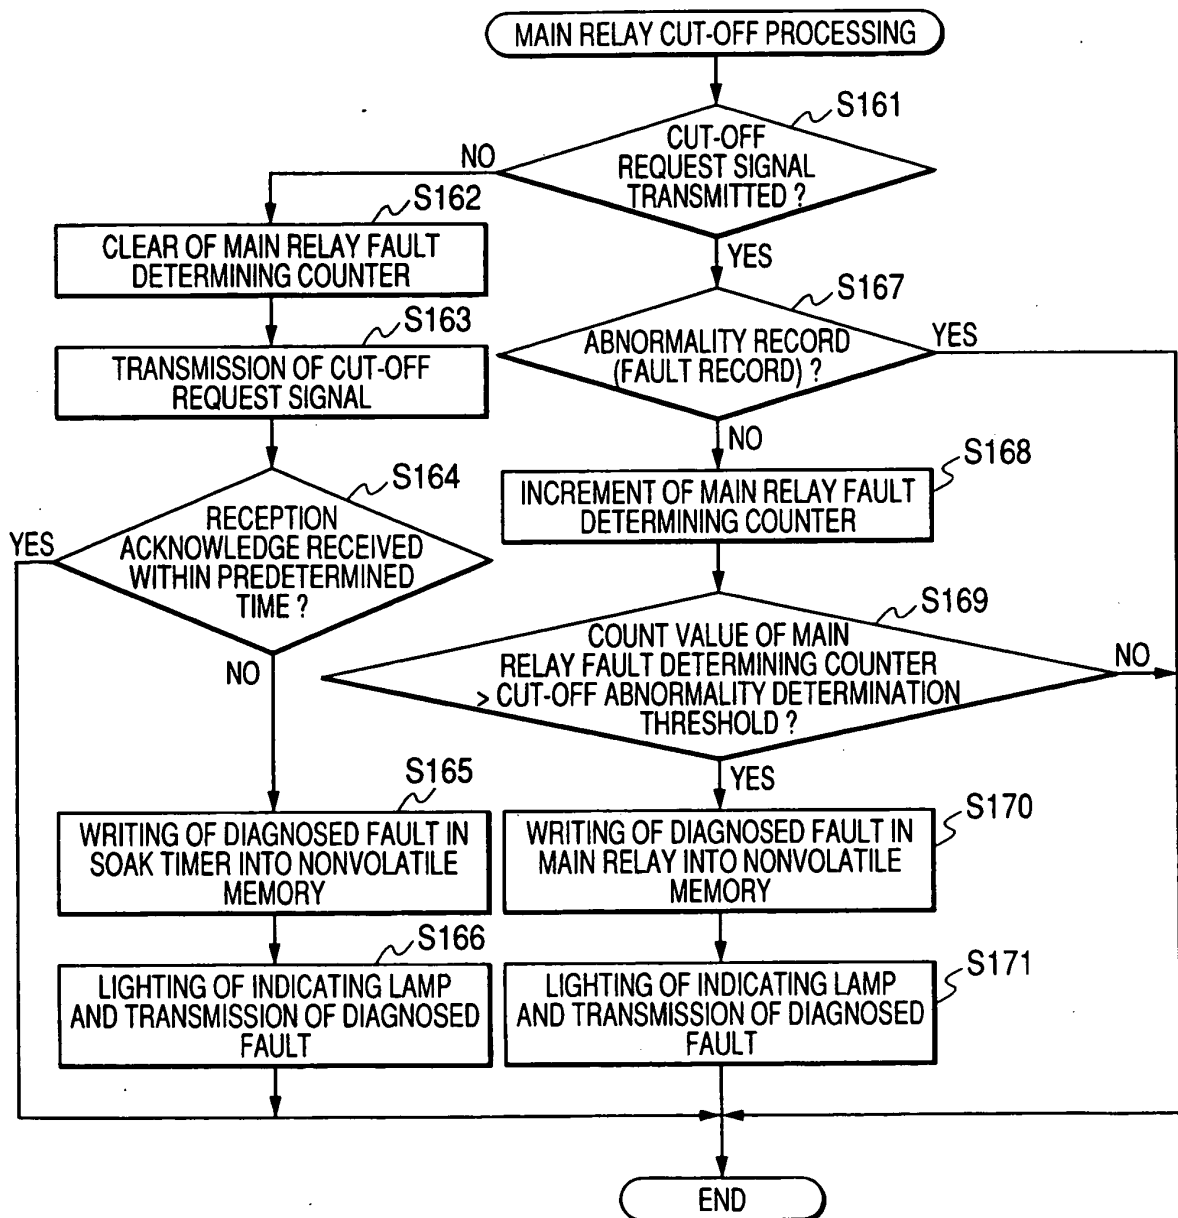 MAIN RELAY CUT-OFF PROCESSING
S161
CUT-OFF
REQUEST SIGNAL
TRANSMITTED ?
NO
YES
S162
CLEAR OF MAIN RELAY FAULT
DETERMINING COUNTER
S163
TRANSMISSION OF CUT-OFF
REQUEST SIGNAL
S164
RECEPTION
ACKNOWLEDGE RECEIVED
WITHIN PREDETERMINED
TIME ?
YES
NO
S165
WRITING OF DIAGNOSED FAULT IN
SOAK TIMER INTO NONVOLATILE
MEMORY
S166
LIGHTING OF INDICATING LAMP
AND TRANSMISSION OF DIAGNOSED
FAULT
S167
ABNORMALITY RECORD
(FAULT RECORD) ?
YES
NO
S168
INCREMENT OF MAIN RELAY FAULT
DETERMINING COUNTER
S169
COUNT VALUE OF MAIN
RELAY FAULT DETERMINING COUNTER
> CUT-OFF ABNORMALITY DETERMINATION
THRESHOLD ?
NO
YES
S170
WRITING OF DIAGNOSED FAULT IN
MAIN RELAY INTO NONVOLATILE
MEMORY
S171
LIGHTING OF INDICATING LAMP
AND TRANSMISSION OF DIAGNOSED
FAULT
END